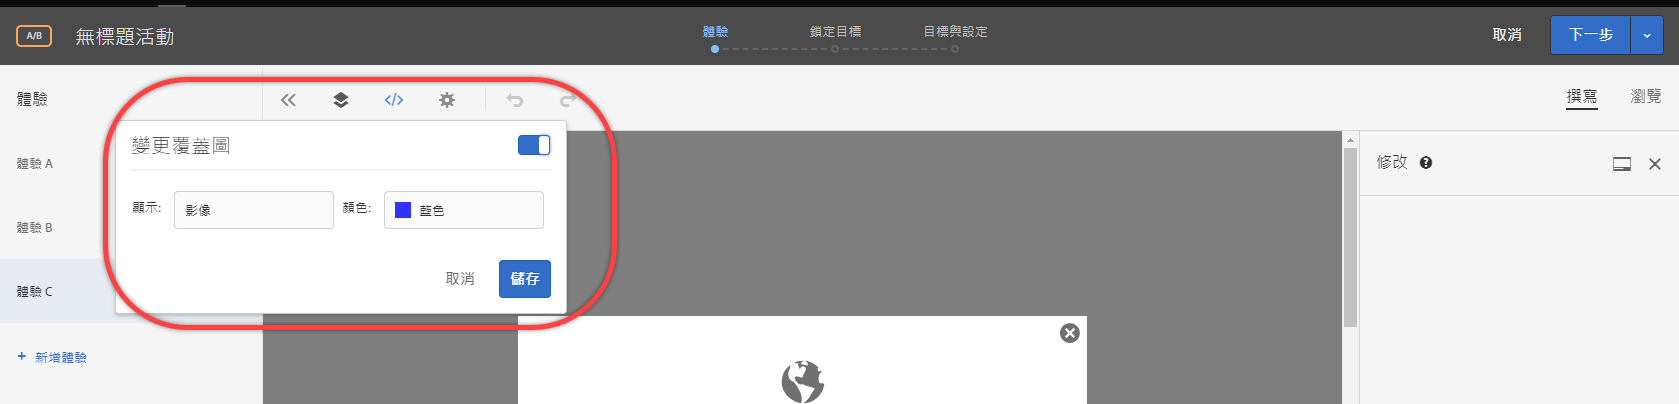 A/B
無標題活動
體驗
鎖定目標
目標與設定
取消
下一步
體驗
撰寫
瀏覽
變更覆蓋圖
體驗 A
修改
顯示:
影像
顏色:
藍色
體驗 B
取消
儲存
體驗 C
+ 新增體驗